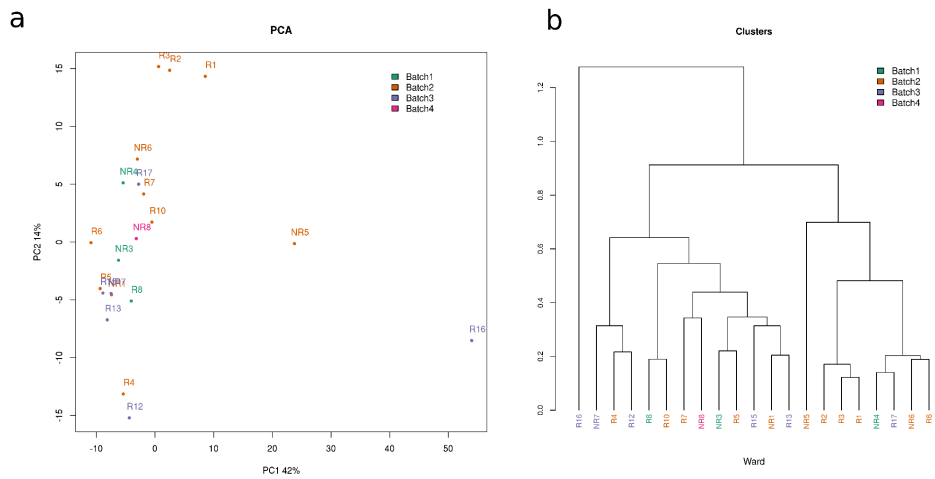 a
PCA
R3
R2
R1
Batch1
Batch2
Batch3
Batch4
NR6
NR4
R17
R7
R10
R6
NR8
NR5
NR3
R5
NR1
R8
R13
R16
R4
R12
15
10
5
0
-5
-10
-15
PC2 14%
-10 0 10 20 30 40 50
PC1 42%
b
Clusters
Batch1
Batch2
Batch3
Batch4
1.2
1.0
0.8
0.6
0.4
0.2
0.0
R16 NR7 R4 R12 R8 R10 R7 NR8 NR3 R5 R15 NR1 R13 NR5 R2 R3 R1 NR4 R17 NR6 R6
Ward